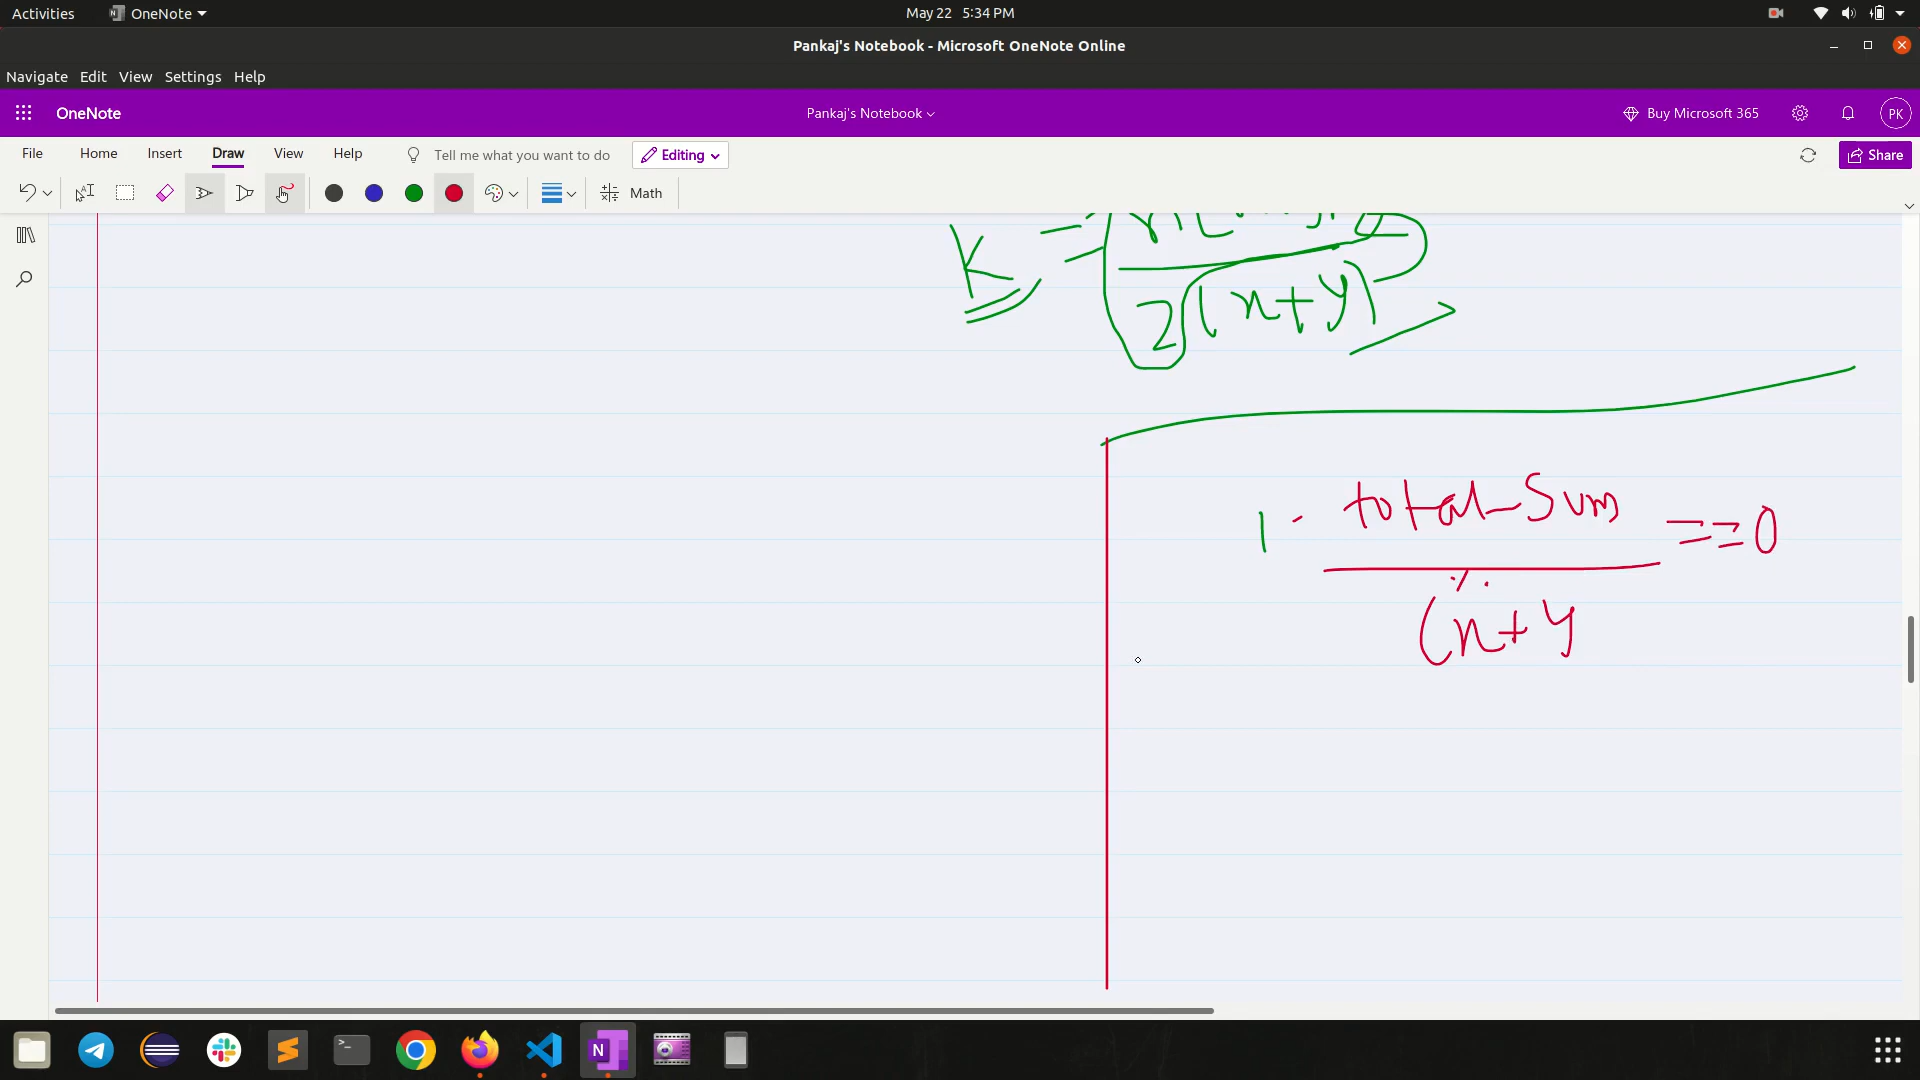 Activities OneNote May 22 5:34 PM
Pankaj's Notebook - Microsoft OneNote Online
Navigate Edit View Settings Help
OneNote Pankaj's Notebook Buy Microsoft 365 PK
File Home Insert Draw View Help Tell me what you want to do Editing Share
Math
K =
2(x+y)
1. total_sum == 0
%
(x+y